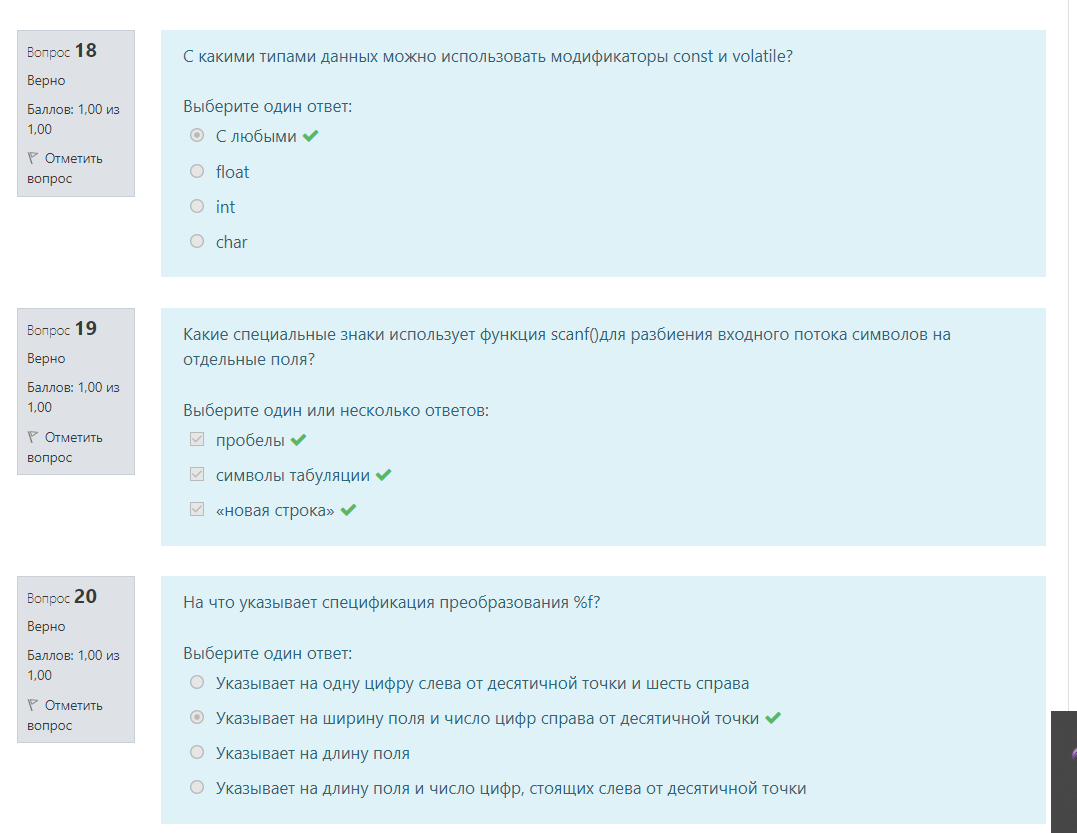 Вопрос 18
Верно
Баллов: 1,00 из
1,00
Отметить
вопрос
С какими типами данных можно использовать модификаторы const и volatile?
Выберите один ответ:
С любыми
float
int
char
Вопрос 19
Верно
Баллов: 1,00 из
1,00
Отметить
вопрос
Какие специальные знаки использует функция scanf()для разбиения входного потока символов на
отдельные поля?
Выберите один или несколько ответов:
пробелы
символы табуляции
«новая строка»
Вопрос 20
Верно
Баллов: 1,00 из
1,00
Отметить
вопрос
На что указывает спецификация преобразования %f?
Выберите один ответ:
Указывает на одну цифру слева от десятичной точки и шесть справа
Указывает на ширину поля и число цифр справа от десятичной точки
Указывает на длину поля
Указывает на длину поля и число цифр, стоящих слева от десятичной точки